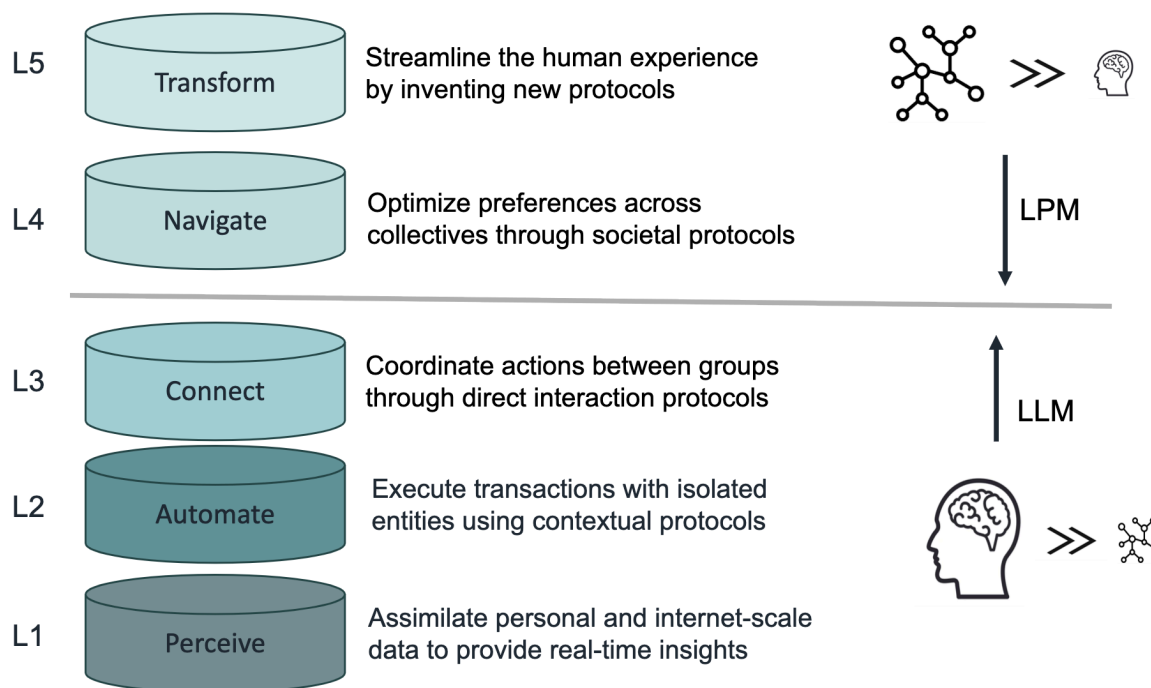 L5
Transform
Streamline the human experience
by inventing new protocols
L4
Navigate
Optimize preferences across
collectives through societal protocols
LPM
L3
Connect
Coordinate actions between groups
through direct interaction protocols
LLM
L2
Automate
Execute transactions with isolated
entities using contextual protocols
L1
Perceive
Assimilate personal and internet-scale
data to provide real-time insights